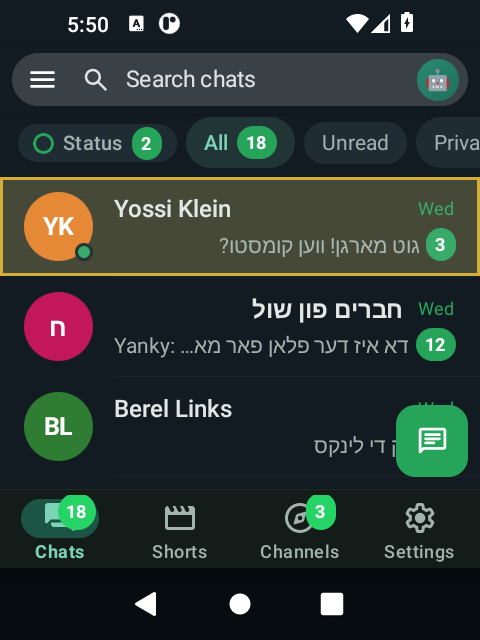 5:50
Search chats
Status 2
All 18
Unread
Priva
YK
Yossi Klein
Wed
גוט מארגן! ווען קומסטו?
3
ח
חברים פון שול
Wed
Yanky: דא איז דער פלאן פאר מא...
12
BL
Berel Links
ק די לינקס
18
Chats
Shorts
3
Channels
Settings